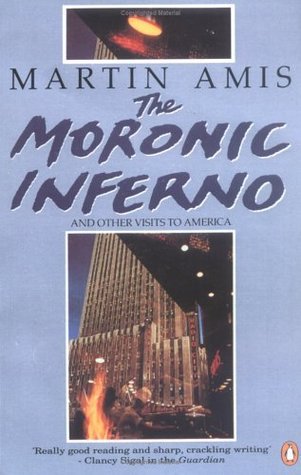 MARTIN AMIS
The
MORONIC
INFERNO
AND OTHER VISITS TO AMERICA
'Really good reading and sharp, crackling writing'
- Clancy Sigal in the Guardian